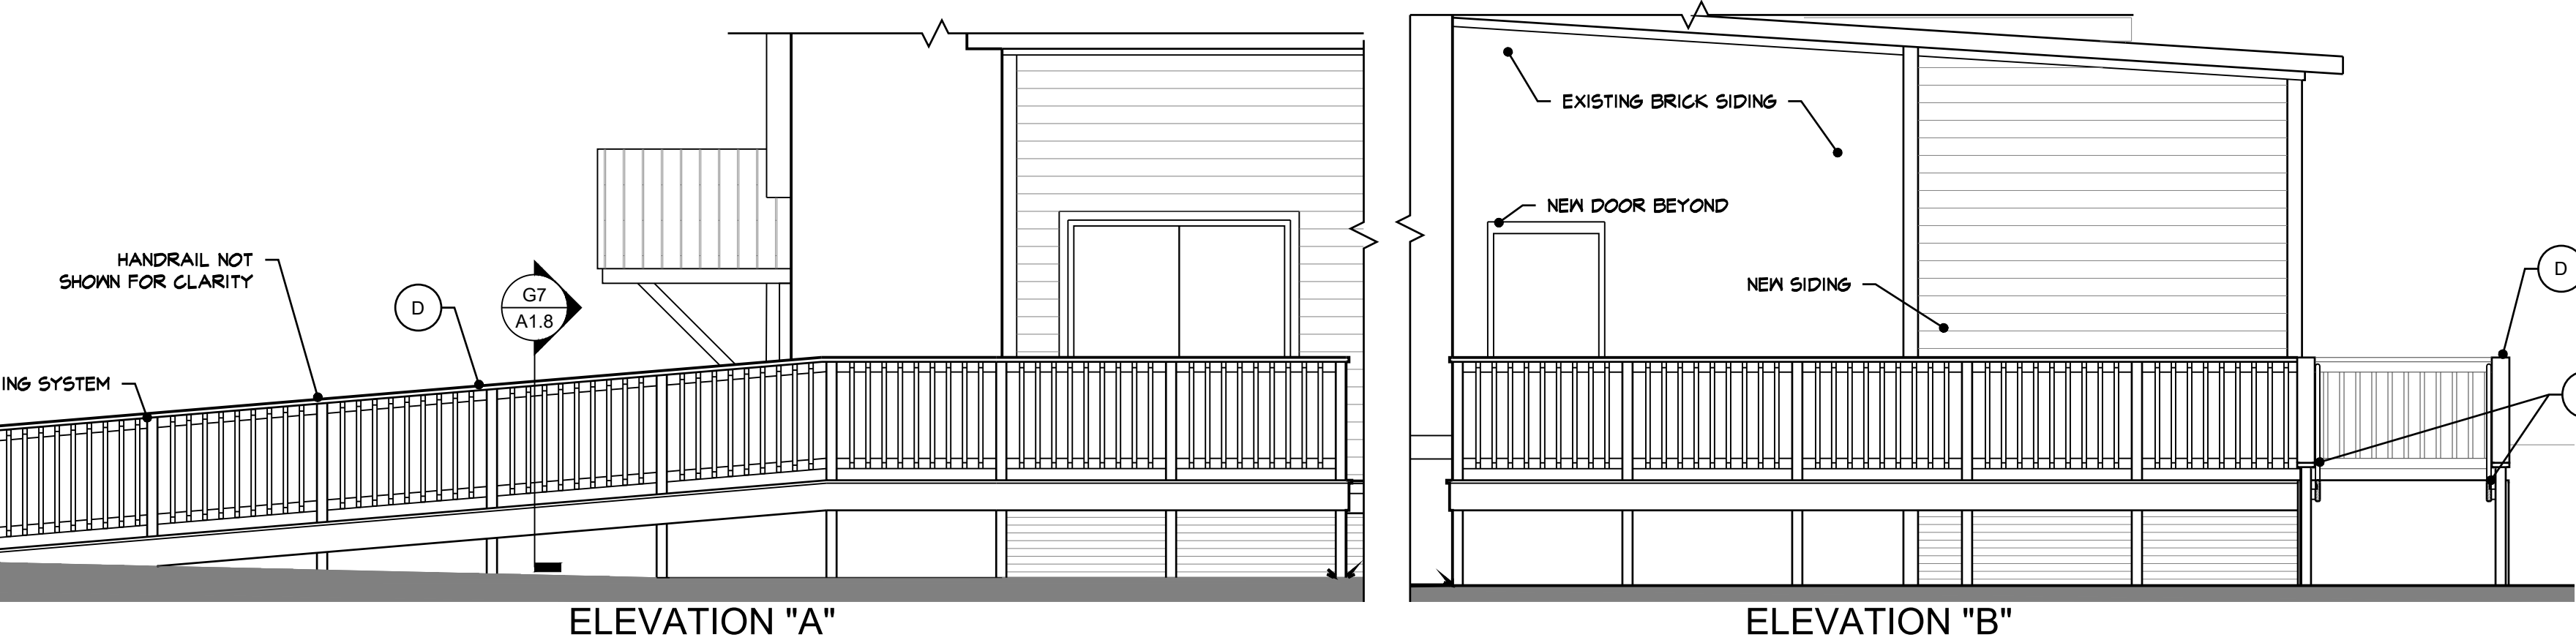 EXISTING BRICK SIDING
NEW DOOR BEYOND
HANDRAIL NOT
SHOWN FOR CLARITY
D
G7
A1.8
D
NEW SIDING
ING SYSTEM
ELEVATION "A"
ELEVATION "B"